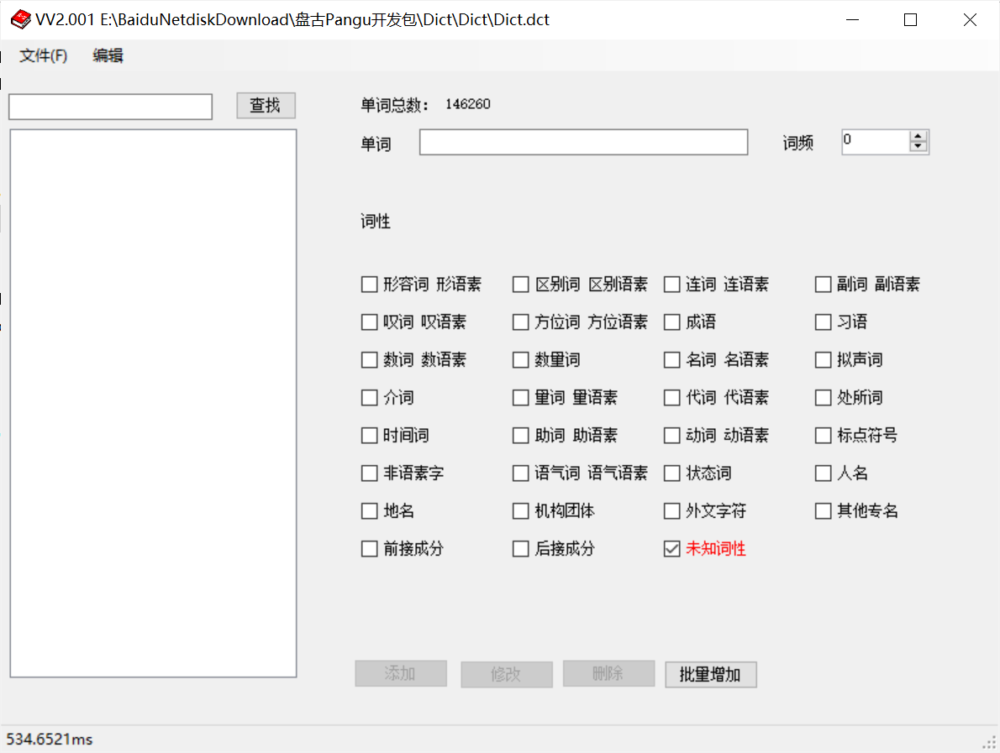 VV2.001 E:\BaiduNetdiskDownload\盘古Pangu开发包\Dict\Dict\Dict.dct
文件(F) 编辑
查找
单词总数： 146260
单词
词频 0
词性
形容词 形语素 区别词 区别语素 连词 连语素 副词 副语素
叹词 叹语素 方位词 方位语素 成语 习语
数词 数语素 数量词 名词 名语素 拟声词
介词 量词 量语素 代词 代语素 处所词
时间词 助词 助语素 动词 动语素 标点符号
非语素字 语气词 语气语素 状态词 人名
地名 机构团体 外文字符 其他专名
前接成分 后接成分 未知词性
添加 修改 删除 批量增加
534.6521ms